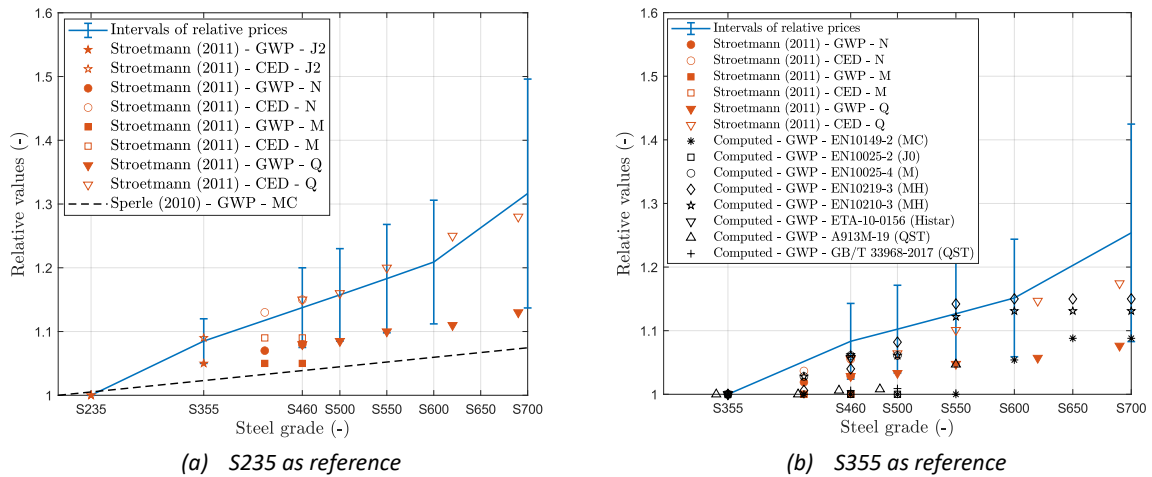 Relative values (-)
1.6
1.5
1.4
1.3
1.2
1.1
1
Intervals of relative prices
Stroetmann (2011) - GWP - J2
Stroetmann (2011) - CED - J2
Stroetmann (2011) - GWP - N
Stroetmann (2011) - CED - N
Stroetmann (2011) - GWP - M
Stroetmann (2011) - CED - M
Stroetmann (2011) - GWP - Q
Stroetmann (2011) - CED - Q
Sperle (2010) - GWP - MC
S235 S355 S460 S500 S550 S600 S650 S700
Steel grade (-)
(a) S235 as reference
Relative values (-)
1.6
1.5
1.4
1.3
1.2
1.1
1
Intervals of relative prices
Stroetmann (2011) - GWP - N
Stroetmann (2011) - CED - N
Stroetmann (2011) - GWP - M
Stroetmann (2011) - CED - M
Stroetmann (2011) - GWP - Q
Stroetmann (2011) - CED - Q
Computed - GWP - EN10149-2 (MC)
Computed - GWP - EN10025-2 (J0)
Computed - GWP - EN10025-4 (M)
Computed - GWP - EN10219-3 (MH)
Computed - GWP - EN10210-3 (MH)
Computed - GWP - ETA-10-0156 (Histar)
Computed - GWP - A913M-19 (QST)
Computed - GWP - GB/T 33968-2017 (QST)
S355 S460 S500 S550 S600 S650 S700
Steel grade (-)
(b) S355 as reference